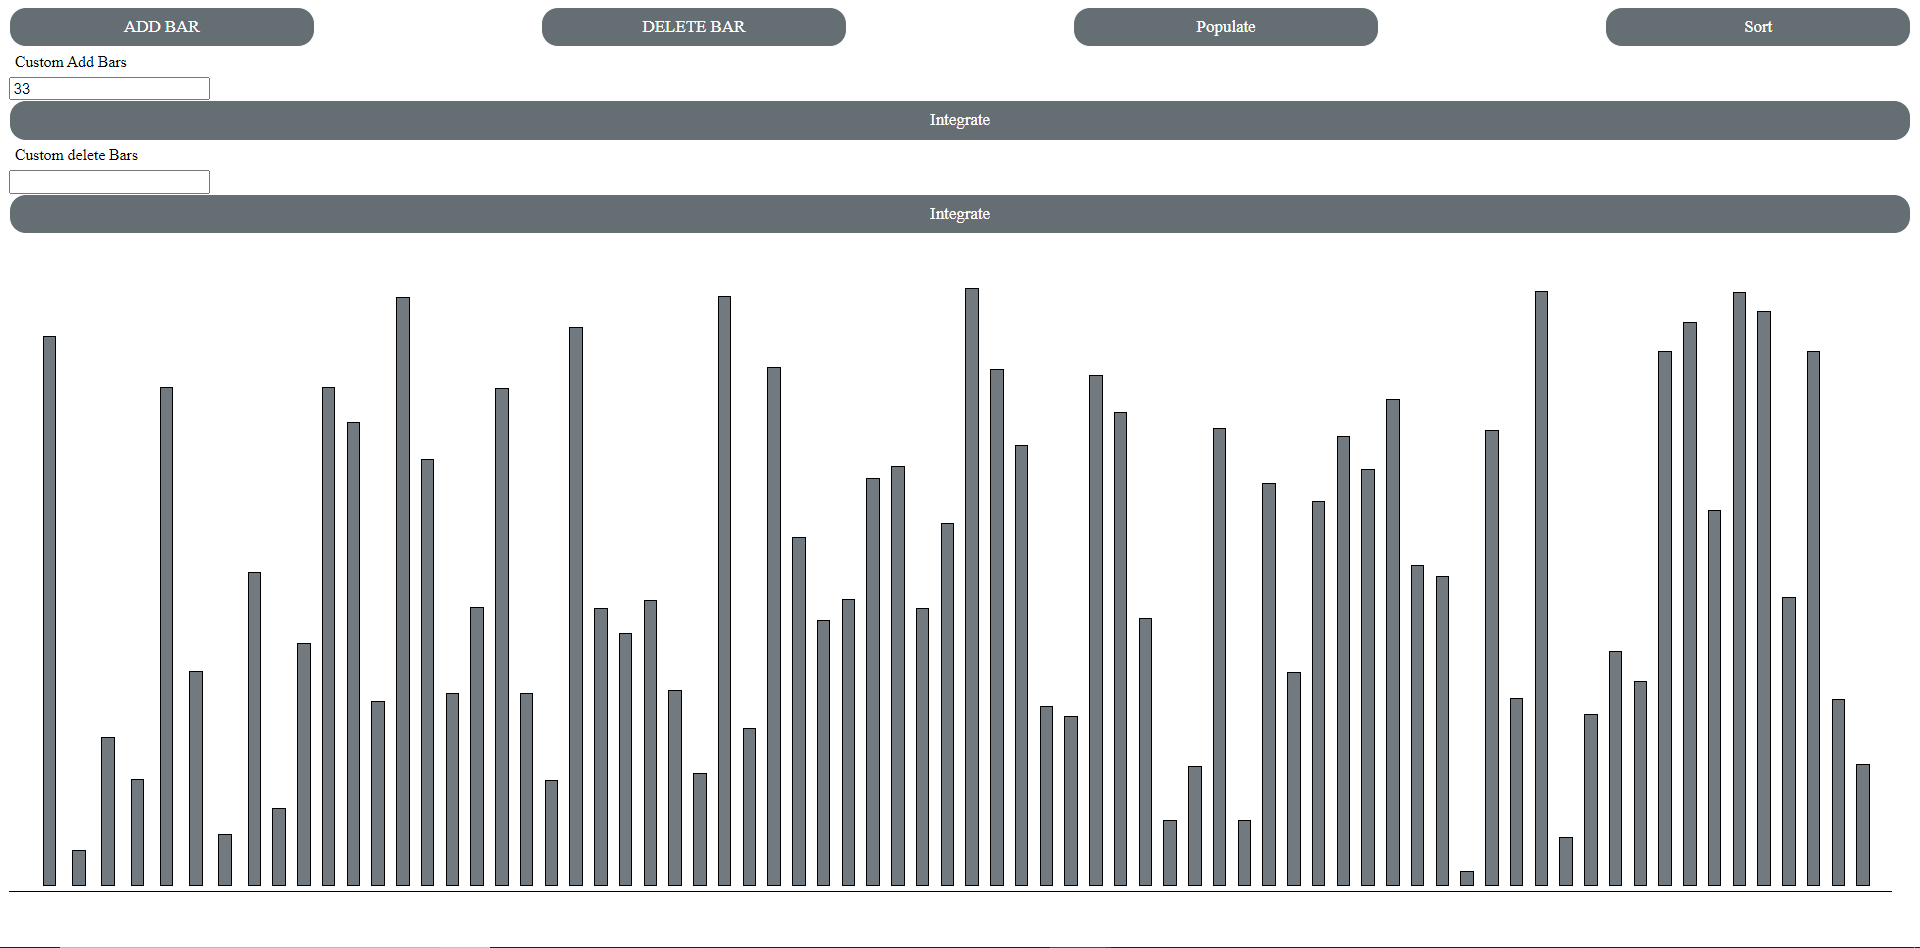 ADD BAR
DELETE BAR
Populate
Sort
Custom Add Bars
33
Integrate
Custom delete Bars
Integrate